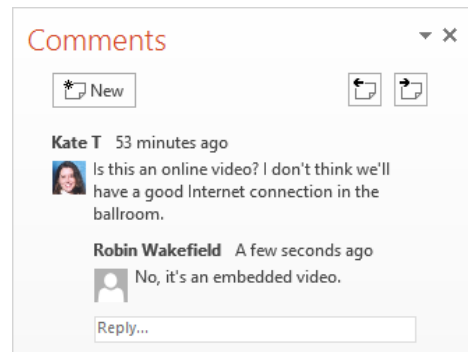 Comments
New
Kate T 53 minutes ago
Is this an online video? I don't think we'll
have a good Internet connection in the
ballroom.
Robin Wakefield A few seconds ago
No, it's an embedded video.
Reply...